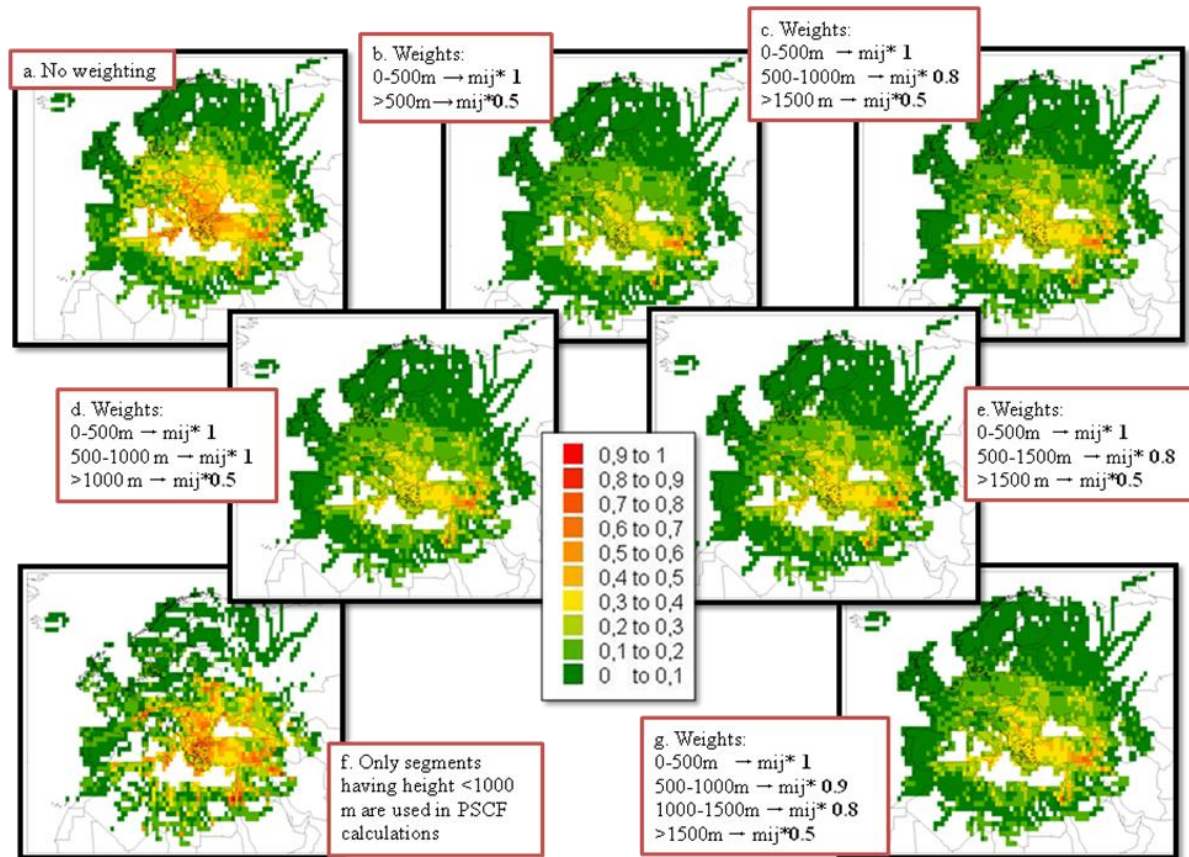 a. No weighting
b. Weights:
0-500m → mij* 1
>500m→ mij*0.5
c. Weights:
0-500m → mij* 1
500-1000m → mij* 0.8
>1500 m → mij*0.5
d. Weights:
0-500m → mij* 1
500-1000 m → mij* 1
>1000 m → mij*0.5
0,9 to 1
0,8 to 0,9
0,7 to 0,8
0,6 to 0,7
0,5 to 0,6
0,4 to 0,5
0,3 to 0,4
0,2 to 0,3
0,1 to 0,2
0 to 0,1
e. Weights:
0-500m → mij* 1
500-1500m → mij* 0.8
>1500 m → mij*0.5
f. Only segments
having height <1000
m are used in PSCF
calculations
g. Weights:
0-500m → mij* 1
500-1000m → mij* 0.9
1000-1500m → mij* 0.8
>1500m → mij*0.5